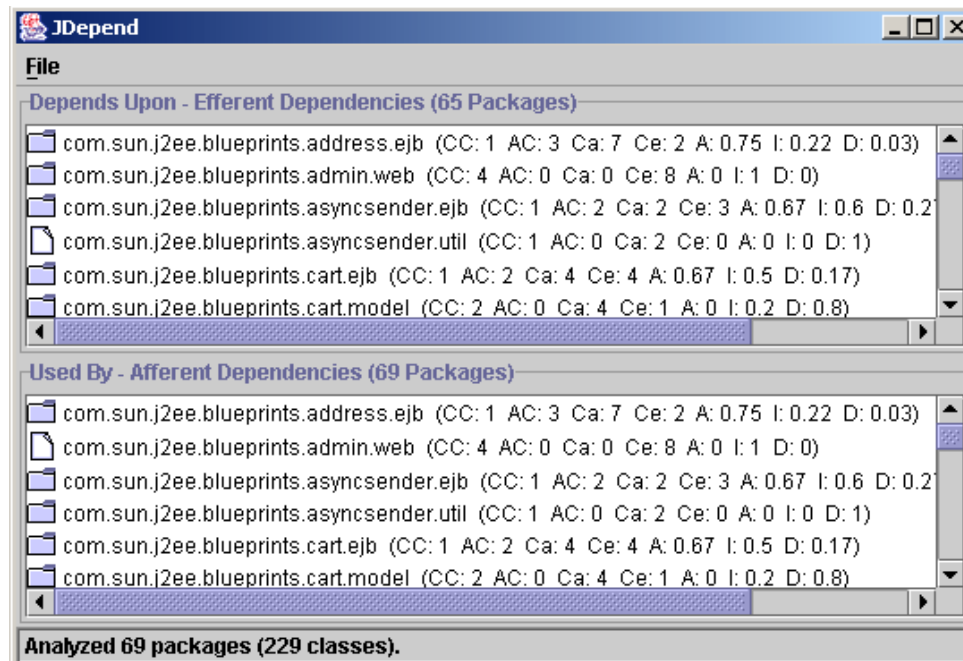 JDepend
File
Depends Upon - Efferent Dependencies (65 Packages)
com.sun.j2ee.blueprints.address.ejb (CC: 1 AC: 3 Ca: 7 Ce: 2 A: 0.75 I: 0.22 D: 0.03)
com.sun.j2ee.blueprints.admin.web (CC: 4 AC: 0 Ca: 0 Ce: 8 A: 0 I: 1 D: 0)
com.sun.j2ee.blueprints.asyncsender.ejb (CC: 1 AC: 2 Ca: 2 Ce: 3 A: 0.67 I: 0.6 D: 0.2
com.sun.j2ee.blueprints.asyncsender.util (CC: 1 AC: 0 Ca: 2 Ce: 0 A: 0 I: 0 D: 1)
com.sun.j2ee.blueprints.cart.ejb (CC: 1 AC: 2 Ca: 4 Ce: 4 A: 0.67 I: 0.5 D: 0.17)
com.sun.j2ee.blueprints.cart.model (CC: 2 AC: 0 Ca: 4 Ce: 1 A: 0 I: 0.2 D: 0.8)
Used By - Afferent Dependencies (69 Packages)
com.sun.j2ee.blueprints.address.ejb (CC: 1 AC: 3 Ca: 7 Ce: 2 A: 0.75 I: 0.22 D: 0.03)
com.sun.j2ee.blueprints.admin.web (CC: 4 AC: 0 Ca: 0 Ce: 8 A: 0 I: 1 D: 0)
com.sun.j2ee.blueprints.asyncsender.ejb (CC: 1 AC: 2 Ca: 2 Ce: 3 A: 0.67 I: 0.6 D: 0.2
com.sun.j2ee.blueprints.asyncsender.util (CC: 1 AC: 0 Ca: 2 Ce: 0 A: 0 I: 0 D: 1)
com.sun.j2ee.blueprints.cart.ejb (CC: 1 AC: 2 Ca: 4 Ce: 4 A: 0.67 I: 0.5 D: 0.17)
com.sun.j2ee.blueprints.cart.model (CC: 2 AC: 0 Ca: 4 Ce: 1 A: 0 I: 0.2 D: 0.8)
Analyzed 69 packages (229 classes).